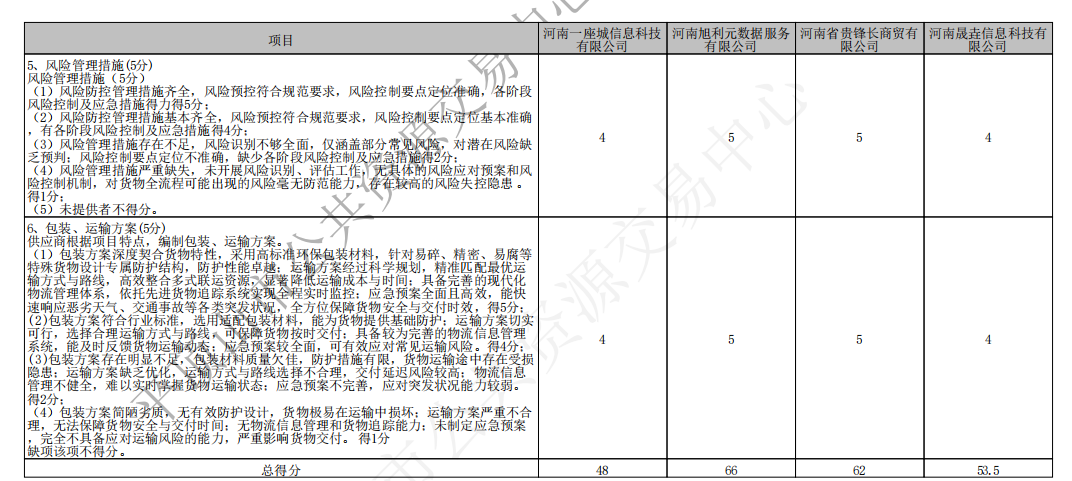 项目
河南一座城信息科技
有限公司
河南旭利元数据服务
有限公司
河南省贵锋长商贸有
限公司
河南晟垚信息科技有
限公司
5、风险管理措施(5分)
风险管理措施（5分）
（1）风险防控管理措施齐全，风险预控符合规范要求，风险控制要点定位准确，各阶段
风险控制及应急措施得力得5分；
（2）风险防控管理措施基本齐全，风险预控符合规范要求，风险控制要点定位基本准确
，有各阶段风险控制及应急措施得4分；
（3）风险管理措施存在不足，风险识别不够全面，仅涵盖部分常见风险，对潜在风险缺
乏预判；风险控制要点定位不准确，缺少各阶段风险控制及应急措施得2分；
（4）风险管理措施严重缺失，未开展风险识别、评估工作，无具体的风险应对预案和风
险控制机制，对货物全流程可能出现的风险毫无防范能力，存在较高的风险失控隐患 。
得1分；
（5）未提供者不得分。
4
5
5
4
6、包装、运输方案(5分)
供应商根据项目特点，编制包装、运输方案。
（1）包装方案深度契合货物特性，采用高标准环保包装材料，针对易碎、精密、易腐等
特殊货物设计专属防护结构，防护性能卓越；运输方案经过科学规划，精准匹配最优运
输方式与路线，高效整合多式联运资源，显著降低运输成本与时间；具备完善的现代化
物流管理体系，依托先进货物追踪系统实现全程实时监控；应急预案全面且高效，能快
速响应恶劣天气、交通事故等各类突发状况，全方位保障货物安全与交付时效，得5分；
(2)包装方案符合行业标准，选用适配包装材料，能为货物提供基础防护；运输方案切实
可行，选择合理运输方式与路线，可保障货物按时交付；具备较为完善的物流信息管理
系统，能及时反馈货物运输动态；应急预案较全面，可有效应对常见运输风险。得4分；
(3)包装方案存在明显不足，包装材料质量欠佳，防护措施有限，货物运输途中存在受损
隐患；运输方案缺乏优化，运输方式与路线选择不合理，交付延迟风险较高；物流信息
管理不健全，难以实时掌握货物运输状态；应急预案不完善，应对突发状况能力较弱。
得2分；
（4）包装方案简陋劣质，无有效防护设计，货物极易在运输中损坏；运输方案严重不合
理，无法保障货物安全与交付时间；无物流信息管理和货物追踪能力；未制定应急预案
，完全不具备应对运输风险的能力，严重影响货物交付。 得1分
缺项该项不得分。
4
5
5
4
总得分
48
66
62
53.5